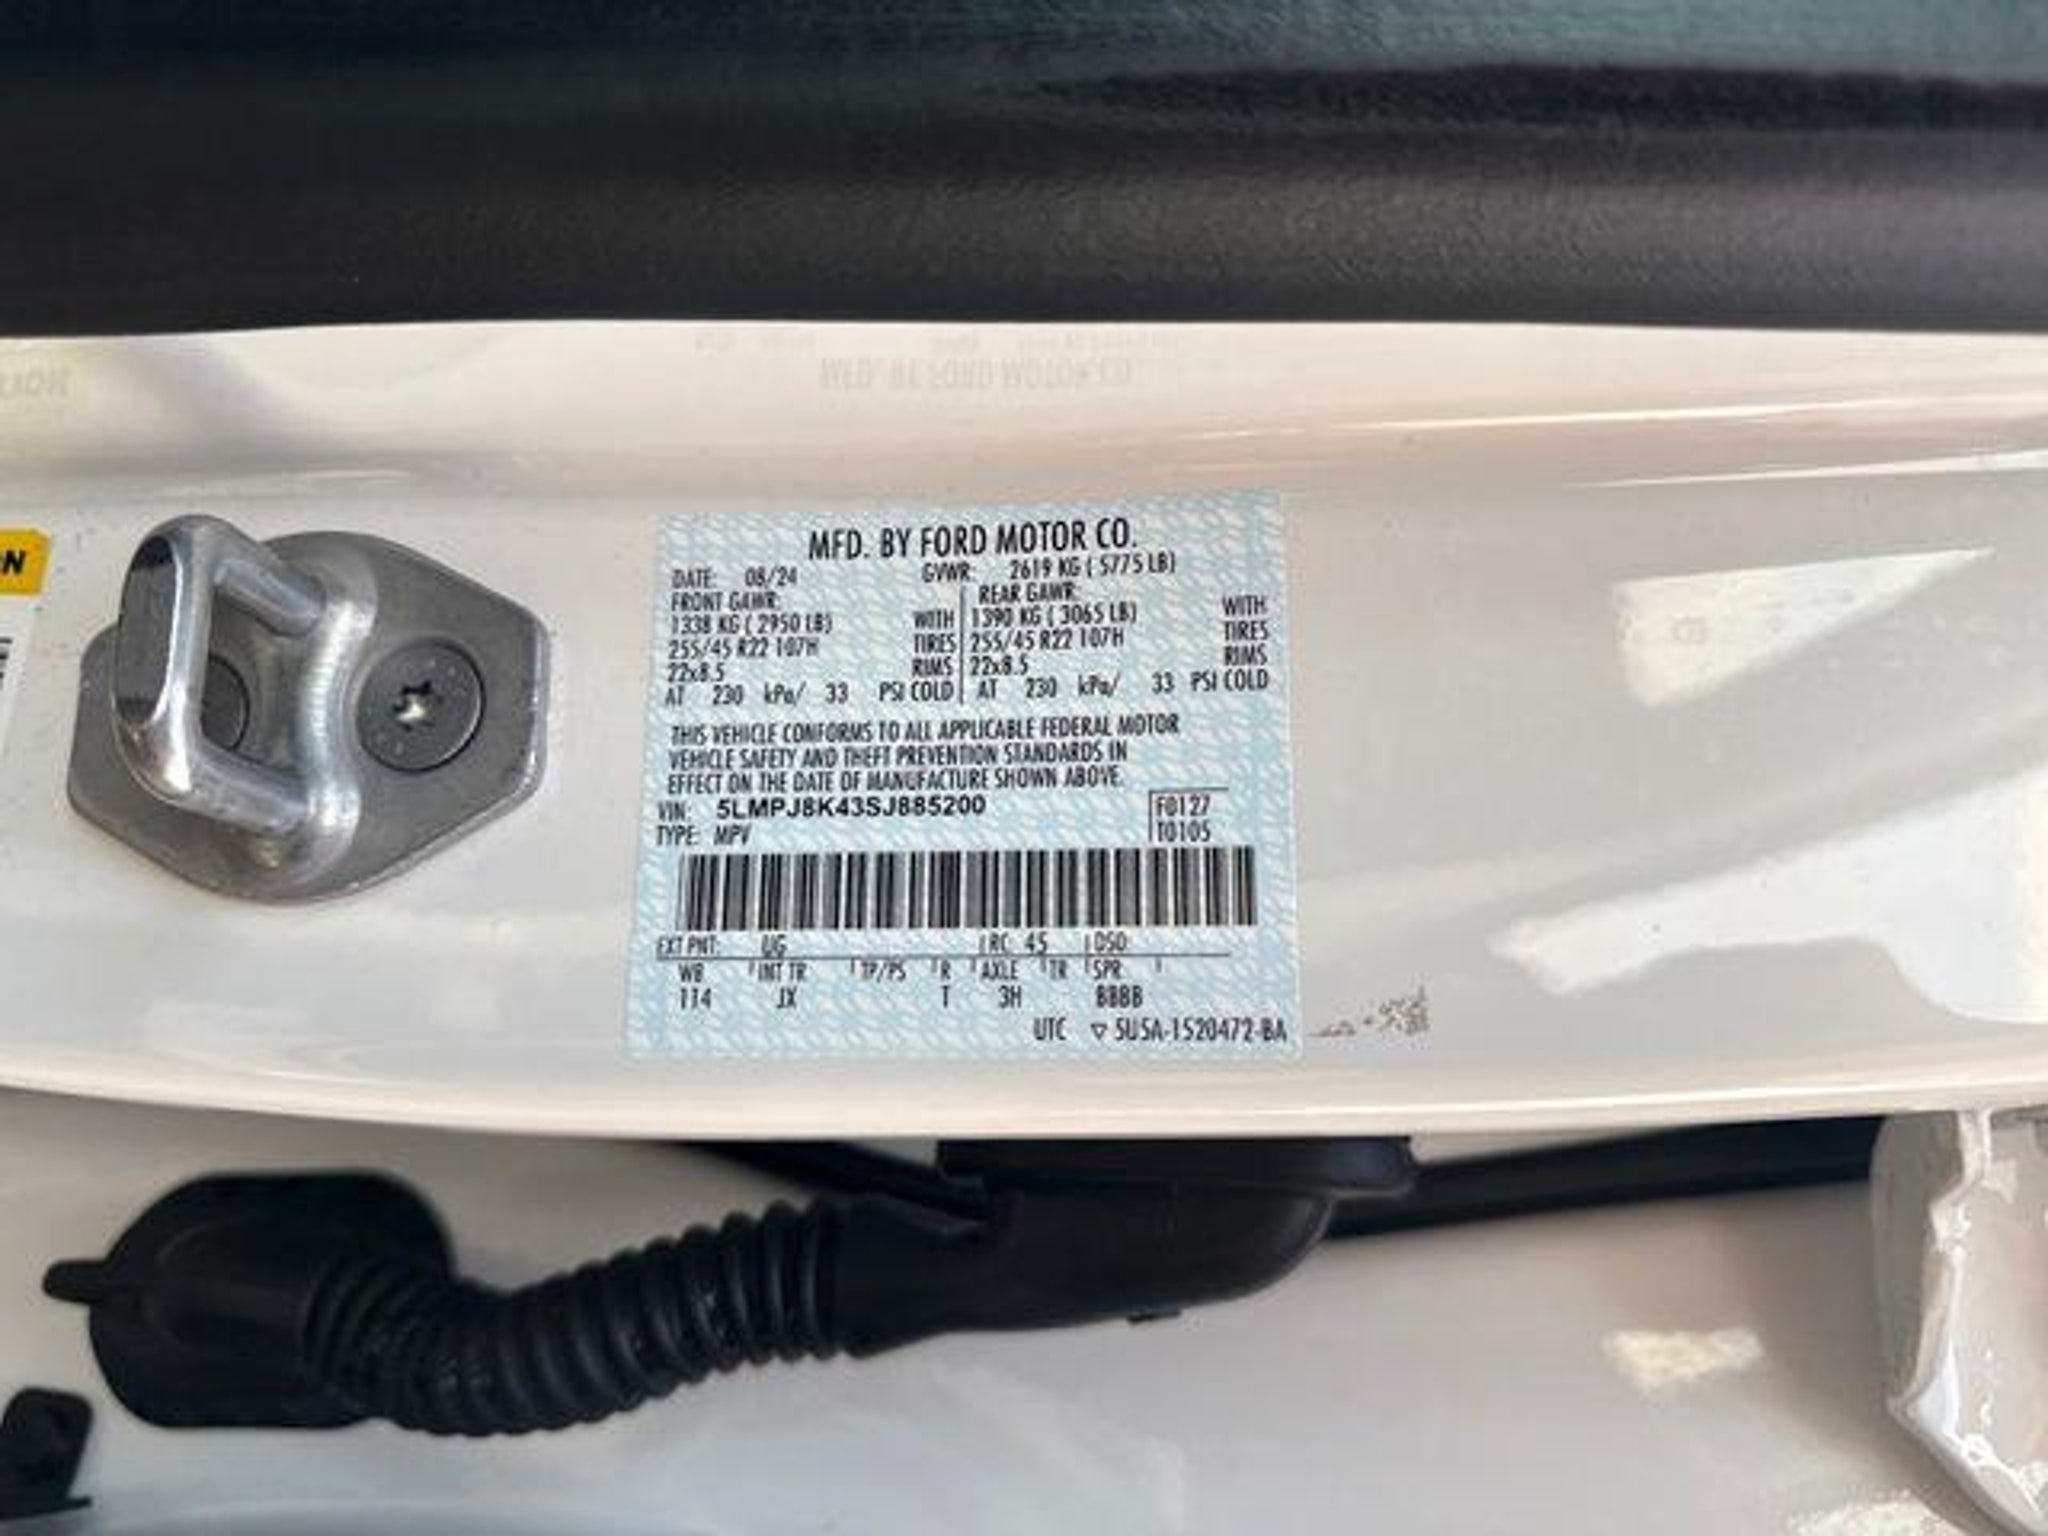 ON
MFD. BY FORD MOTOR CO.
DATE: 08/24 GVWR: 2619 KG ( 5775 LB)
FRONT GAWR: REAR GAWR:
1338 KG ( 2950 LB) WITH 1390 KG ( 3065 LB) WITH
255/45 R22 107H TIRES 255/45 R22 107H TIRES
22x8.5 RIMS 22x8.5 RIMS
AT 230 kPa/ 33 PSI COLD AT 230 kPa/ 33 PSI COLD
THIS VEHICLE CONFORMS TO ALL APPLICABLE FEDERAL MOTOR
VEHICLE SAFETY AND THEFT PREVENTION STANDARDS IN
EFFECT ON THE DATE OF MANUFACTURE SHOWN ABOVE.
VIN: 5LMPJ8K43SJ885200 F0127
TYPE: MPV T0105
EXT PNT: UG RC: 45 DSO:
WB INT TR TP/PS R AXLE TR SPR
114 JX T 3H BBBB
UTC ▽ 5U5A-1520472-BA